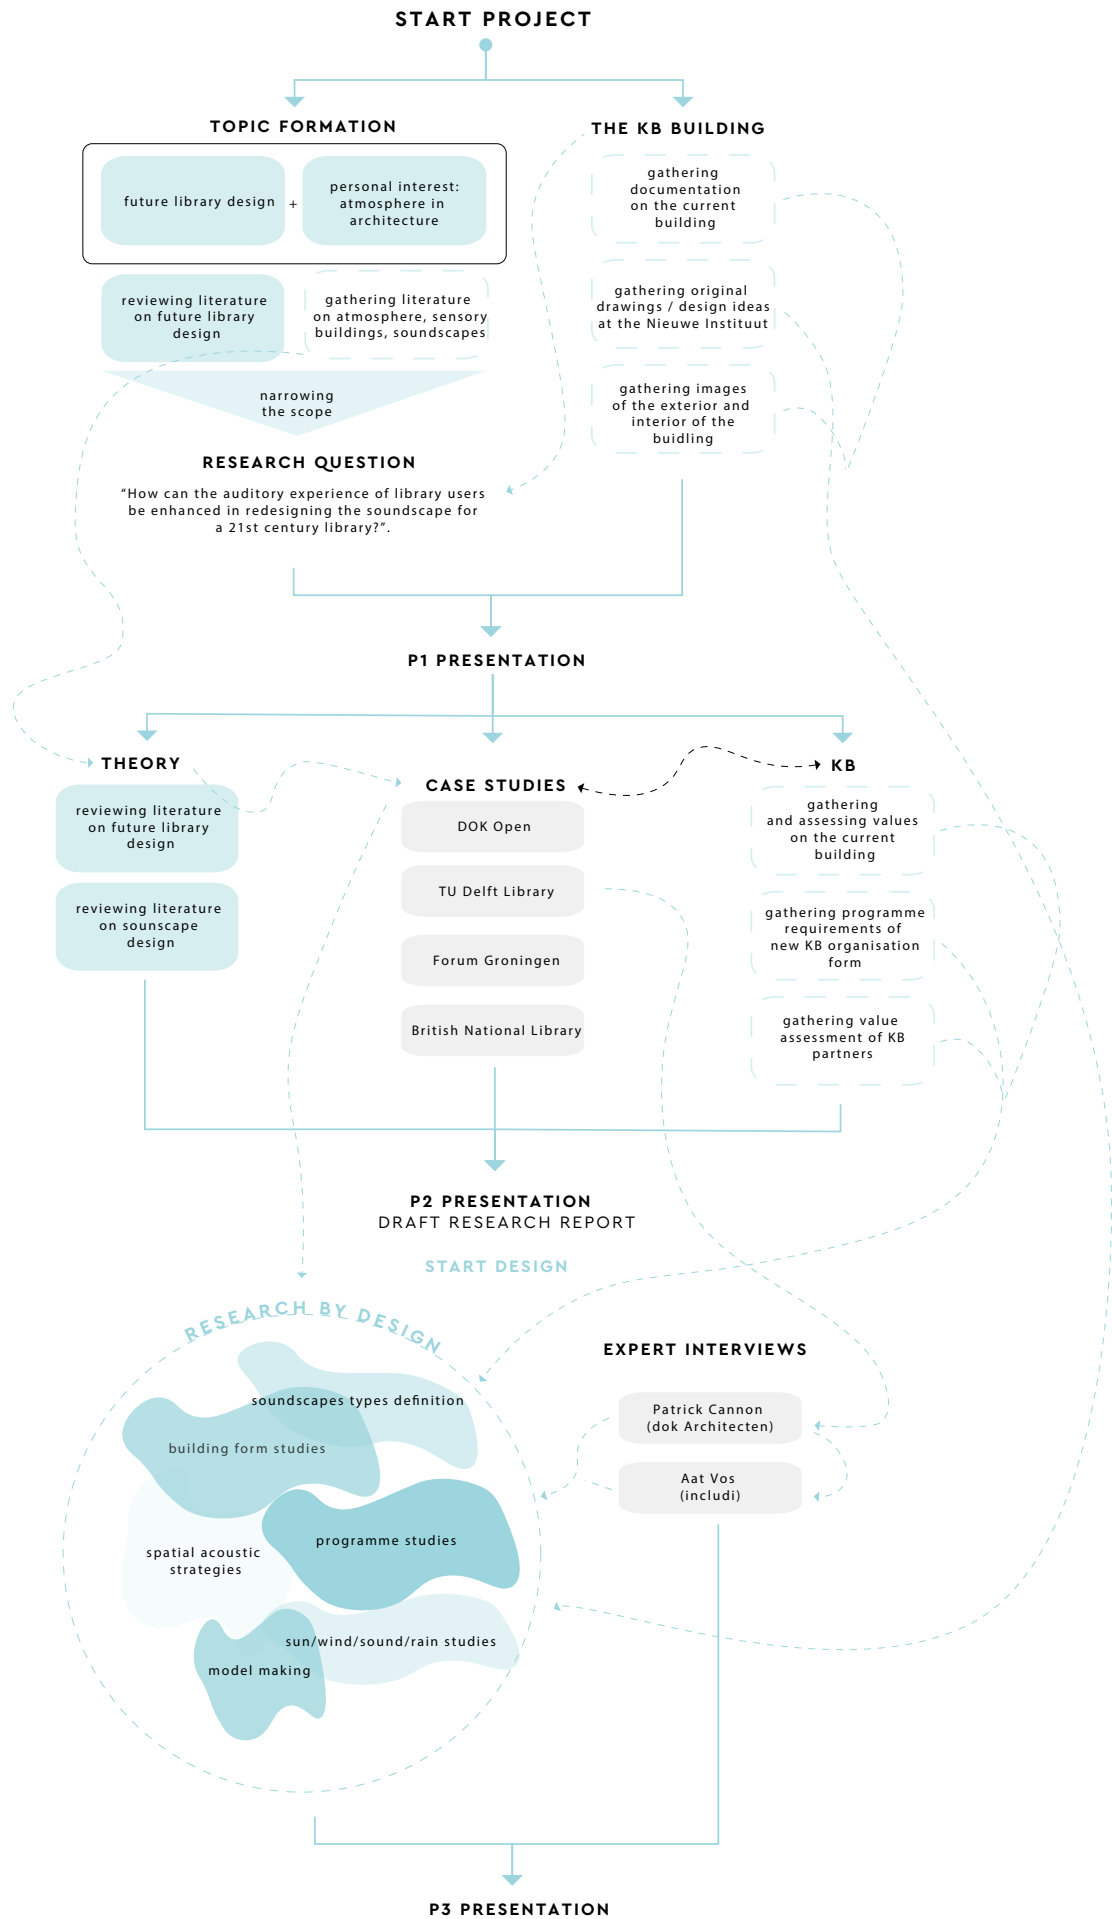 START PROJECT
TOPIC FORMATION
future library design
+
personal interest:
atmosphere in
architecture
reviewing literature
on future library
design
gathering literature
on atmosphere, sensory
buildings, soundscapes
narrowing
the scope
RESEARCH QUESTION
“How can the auditory experience of library users
be enhanced in redesigning the soundscape for
a 21st century library?”.
THE KB BUILDING
gathering
documentation
on the current
building
gathering original
drawings / design ideas
at the Nieuwe Instituut
gathering images
of the exterior and
interior of the
buidling
P1 PRESENTATION
THEORY
reviewing literature
on future library
design
reviewing literature
on sounscape
design
CASE STUDIES
DOK Open
TU Delft Library
Forum Groningen
British National Library
KB
gathering
and assessing values
on the current
building
gathering programme
requirements of
new KB organisation
form
gathering value
assessment of KB
partners
P2 PRESENTATION
DRAFT RESEARCH REPORT
START DESIGN
RESEARCH BY DESIGN
soundscapes types definition
building form studies
programme studies
spatial acoustic
strategies
sun/wind/sound/rain studies
model making
EXPERT INTERVIEWS
Patrick Cannon
(dok Architecten)
Aat Vos
(includi)
P3 PRESENTATION